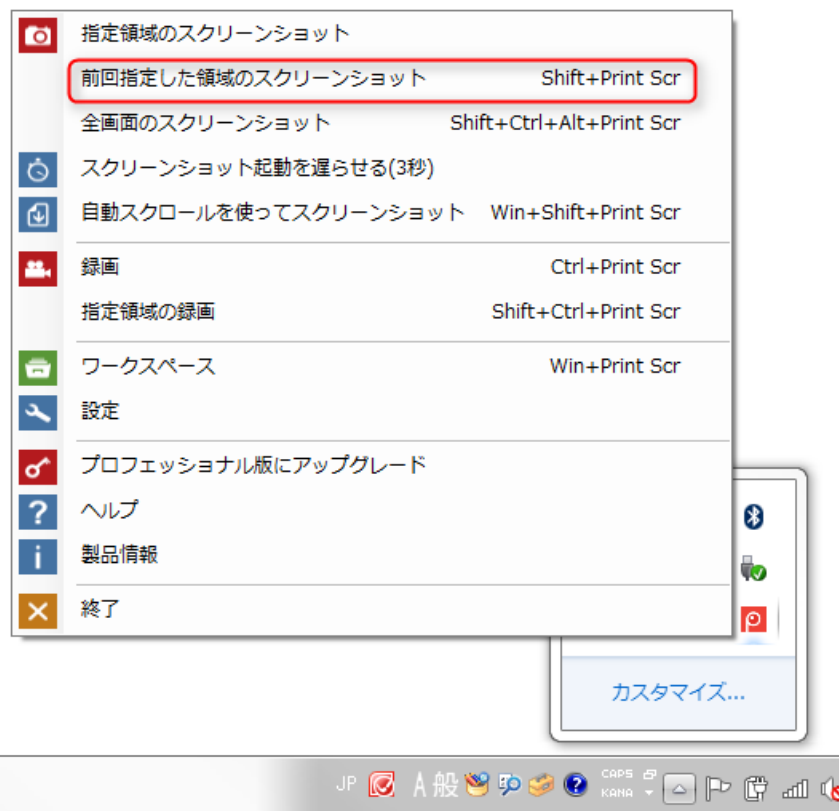 指定領域のスクリーンショット
前回指定した領域のスクリーンショット Shift+Print Scr
全画面のスクリーンショット Shift+Ctrl+Alt+Print Scr
スクリーンショット起動を遅らせる(3秒)
自動スクロールを使ってスクリーンショット Win+Shift+Print Scr
録画 Ctrl+Print Scr
指定領域の録画 Shift+Ctrl+Print Scr
ワークスペース Win+Print Scr
設定
プロフェッショナル版にアップグレード
ヘルプ
製品情報
終了
カスタマイズ...
JP A 般 CAPS
KANA